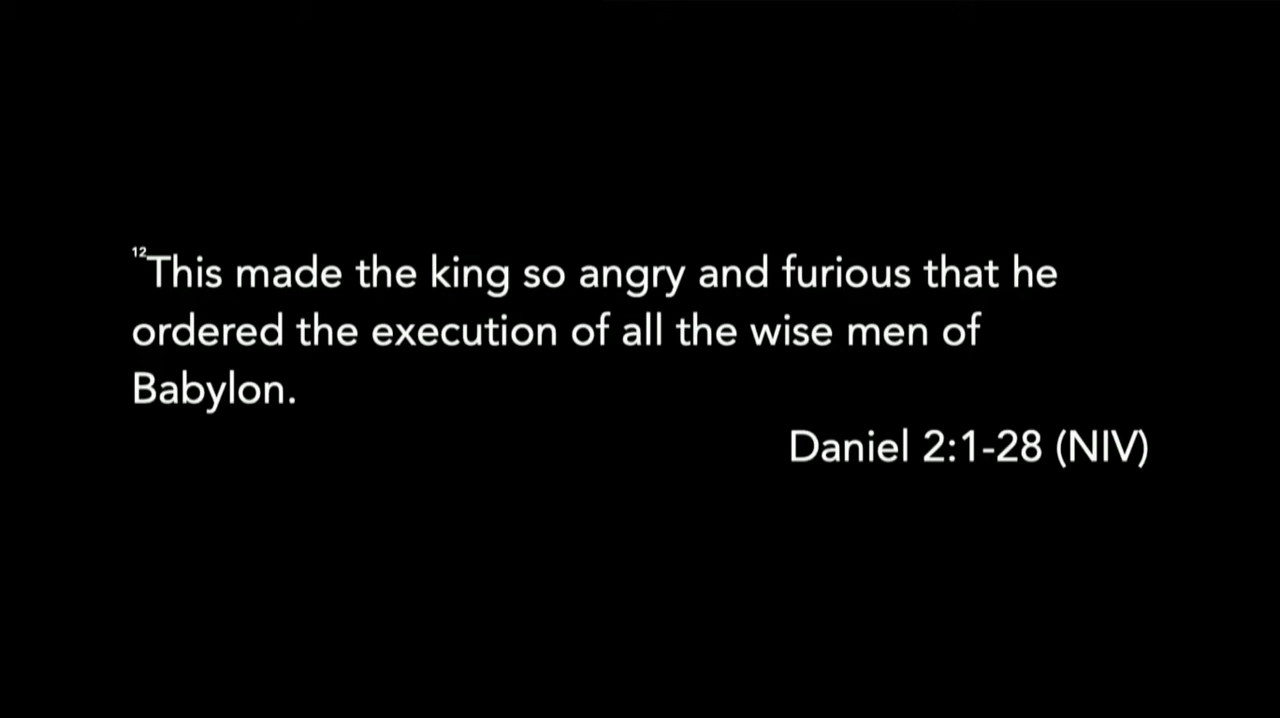 ¹²This made the king so angry and furious that he
ordered the execution of all the wise men of
Babylon.
Daniel 2:1-28 (NIV)